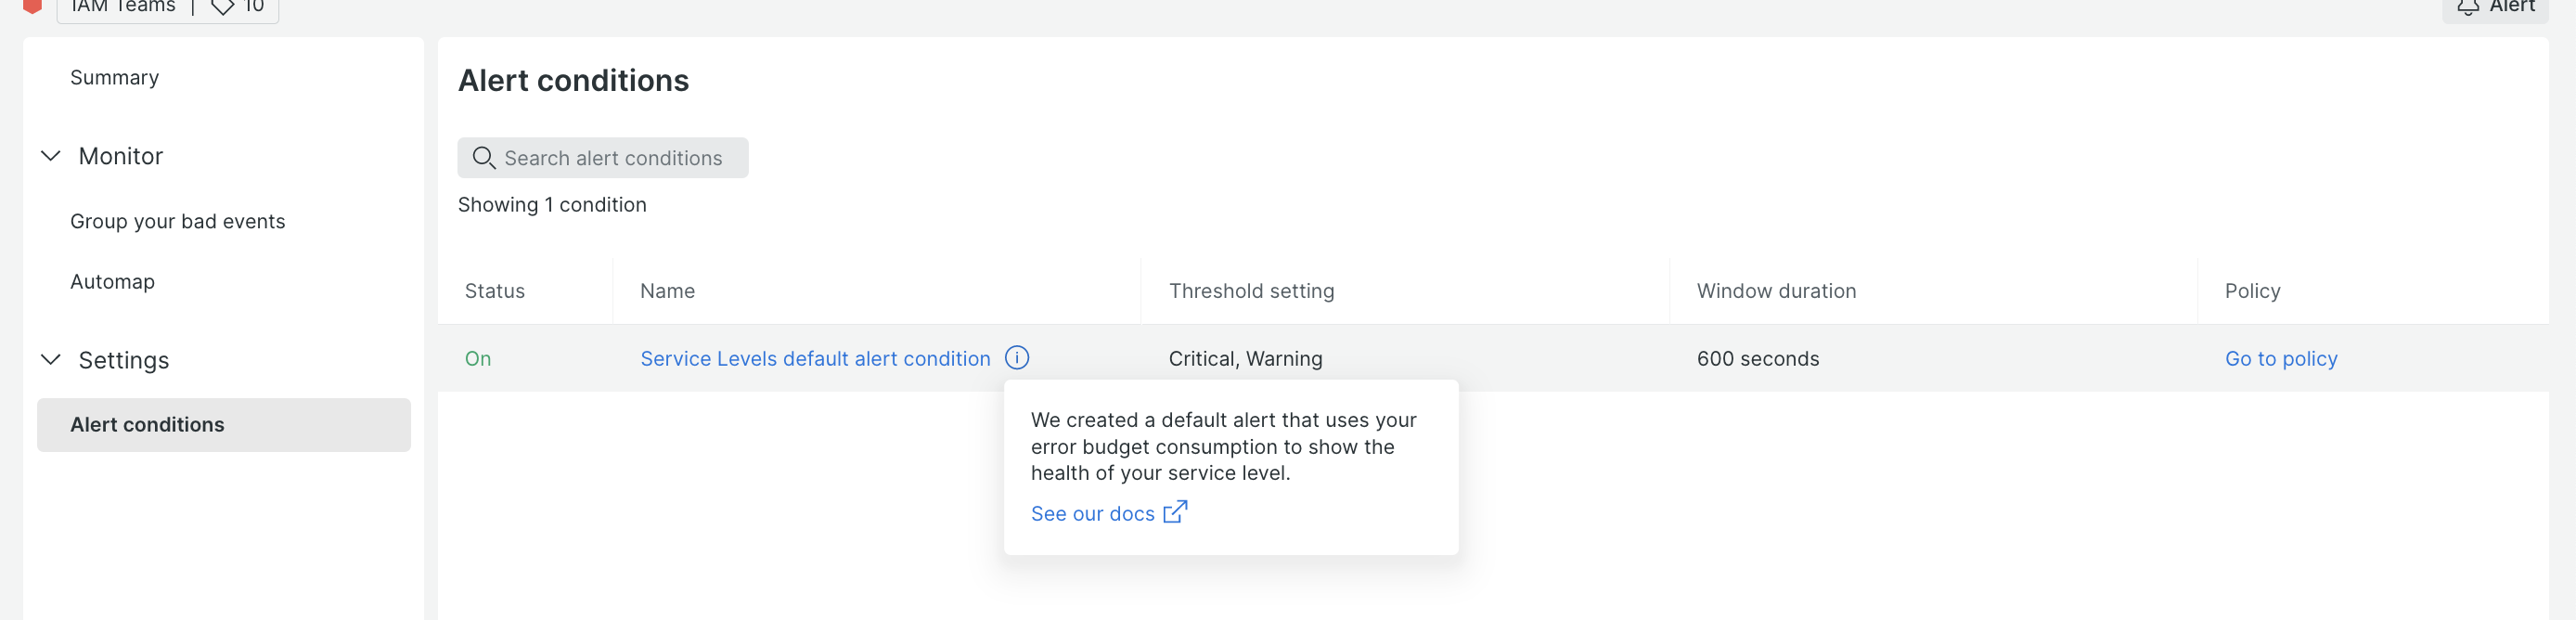 IAM Teams | 10
Alert
Summary
Monitor
Group your bad events
Automap
Settings
Alert conditions
Alert conditions
Search alert conditions
Showing 1 condition
Status Name Threshold setting Window duration Policy
On Service Levels default alert condition Critical, Warning 600 seconds Go to policy
We created a default alert that uses your
error budget consumption to show the
health of your service level.
See our docs